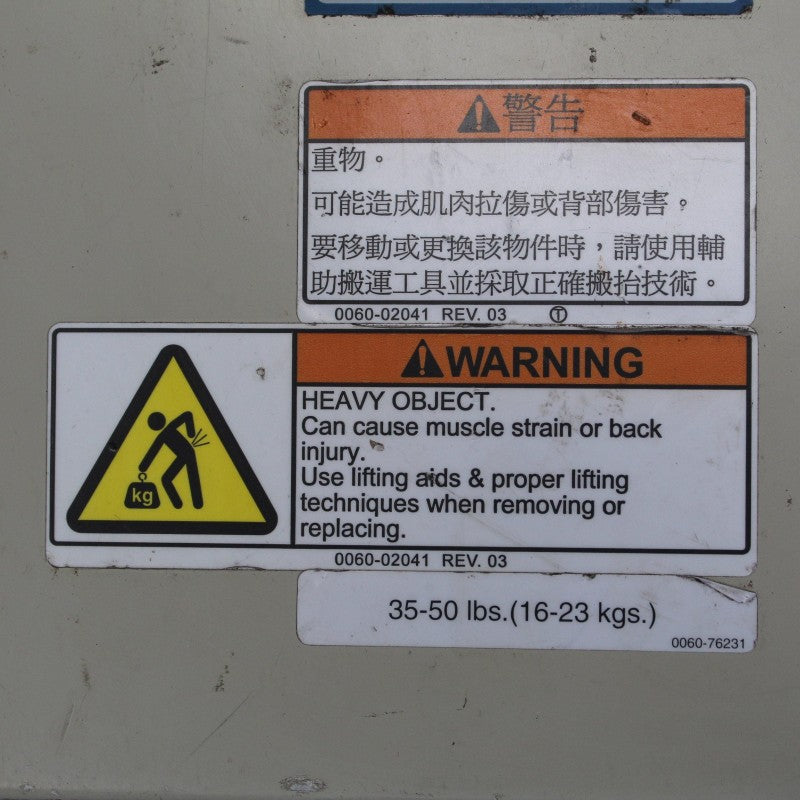 警告
重物。
可能造成肌肉拉傷或背部傷害。
要移動或更換該物件時,請使用輔
助搬運工具並採取正確搬抬技術。
0060-02041 REV. 03 Ⓣ
WARNING
HEAVY OBJECT.
Can cause muscle strain or back
injury.
Use lifting aids & proper lifting
techniques when removing or
replacing.
kg
0060-02041 REV. 03
35-50 lbs.(16-23 kgs.)
0060-76231